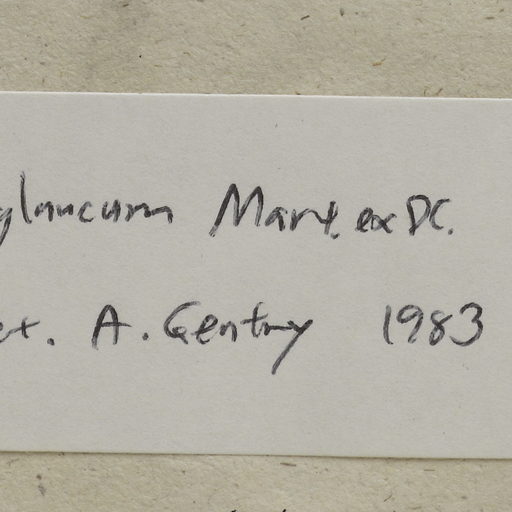 glaucum Mart. ex DC.
et. A. Gentry 1983